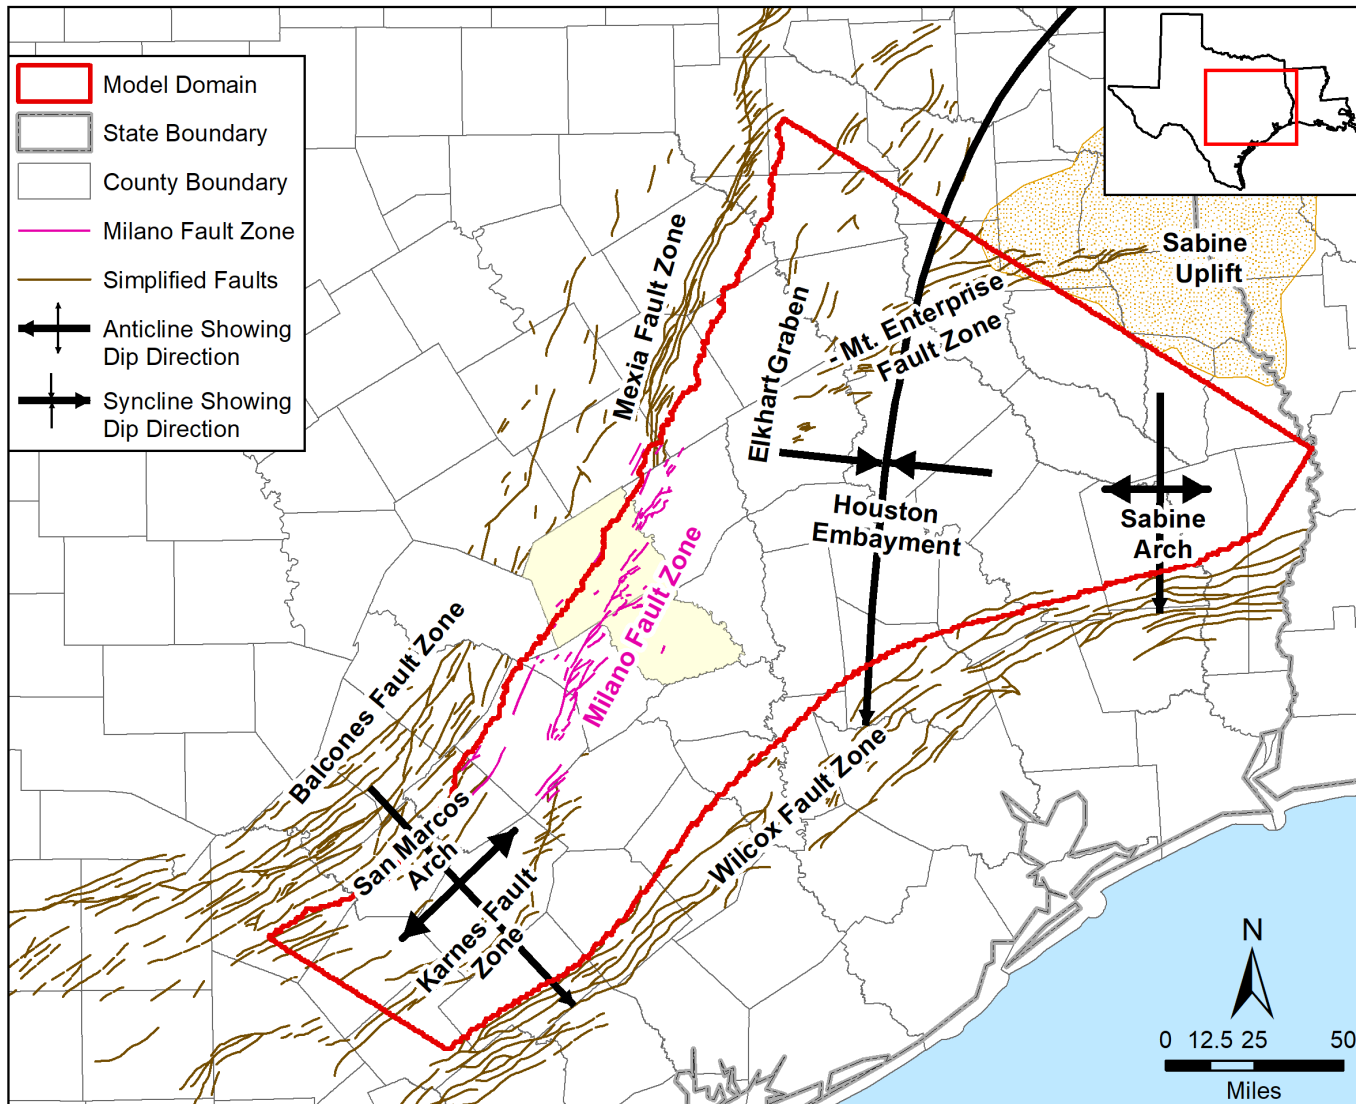 Model Domain
State Boundary
County Boundary
Milano Fault Zone
Simplified Faults
Anticline Showing
Dip Direction
Syncline Showing
Dip Direction
Sabine
Uplift
Mexia Fault Zone
Elkhart Graben
- Mt. Enterprise
Fault Zone
Houston
Embayment
Sabine
Arch
Milano Fault Zone
Balcones Fault Zone
San Marcos
Arch
Karnes Fault
Zone
Wilcox Fault Zone
N
0 12.5 25 50
Miles